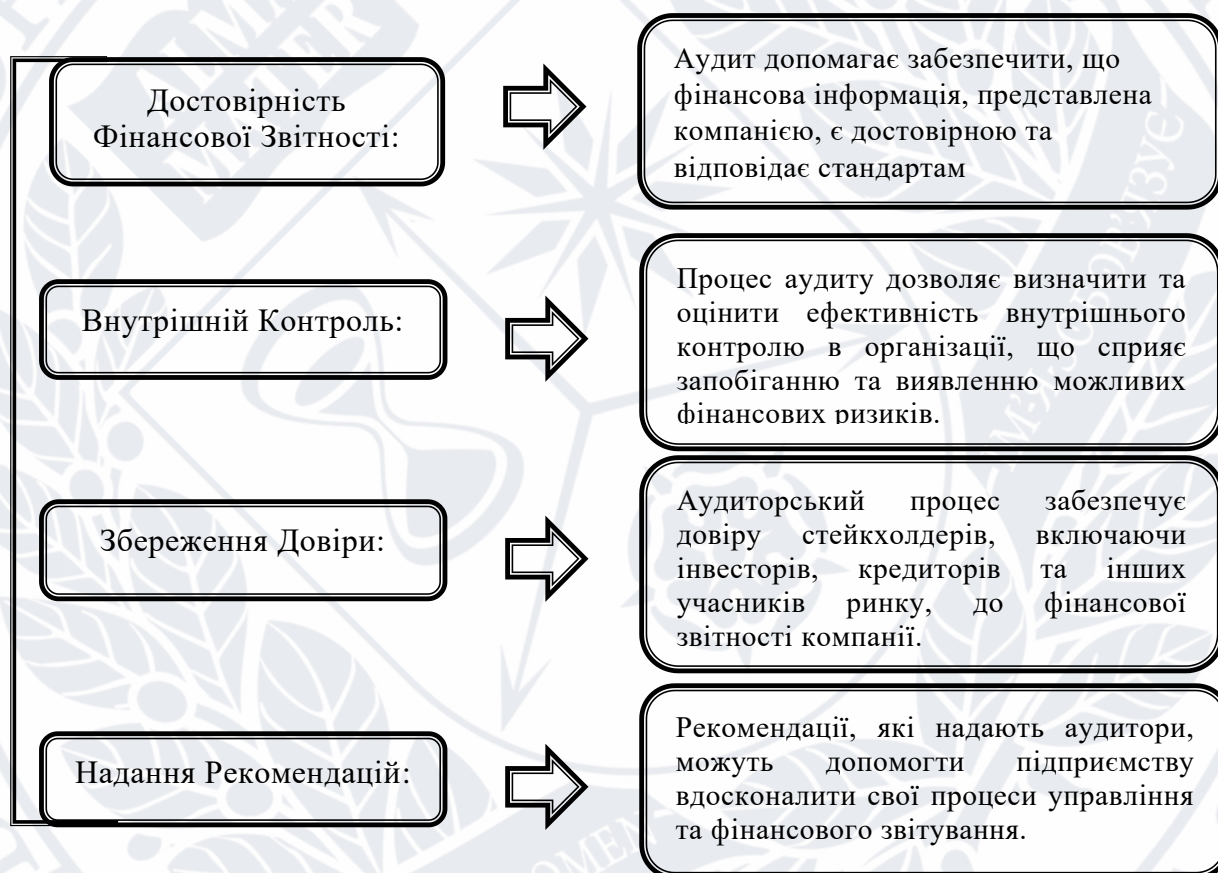 Достовірність
Фінансової Звітності:
Аудит допомагає забезпечити, що
фінансова інформація, представлена
компанією, є достовірною та
відповідає стандартам
Внутрішній Контроль:
Процес аудиту дозволяє визначити та
оцінити ефективність внутрішнього
контролю в організації, що сприяє
запобіганню та виявленню можливих
фінансових ризиків.
Збереження Довіри:
Аудиторський процес забезпечує
довіру стейкхолдерів, включаючи
інвесторів, кредиторів та інших
учасників ринку, до фінансової
звітності компанії.
Надання Рекомендацій:
Рекомендації, які надають аудитори,
можуть допомогти підприємству
вдосконалити свої процеси управління
та фінансового звітування.